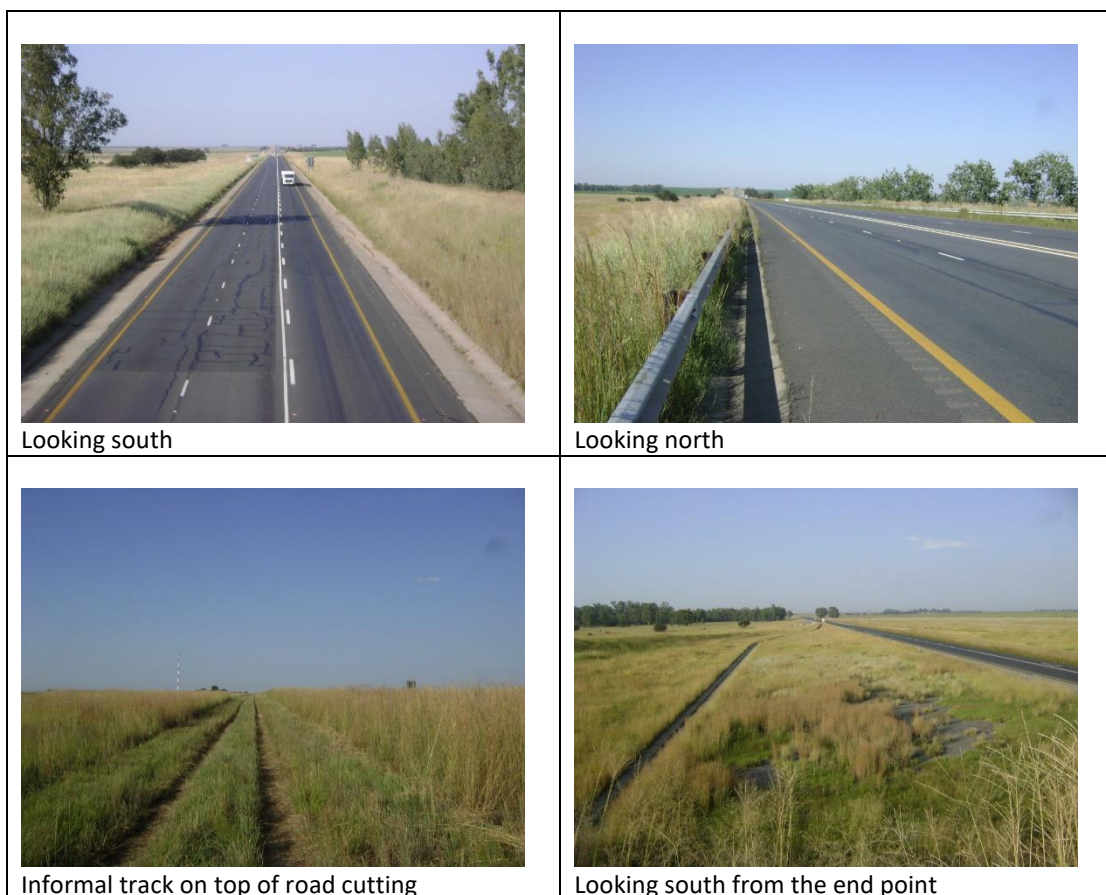 Looking south
Looking north
Informal track on top of road cutting
Looking south from the end point